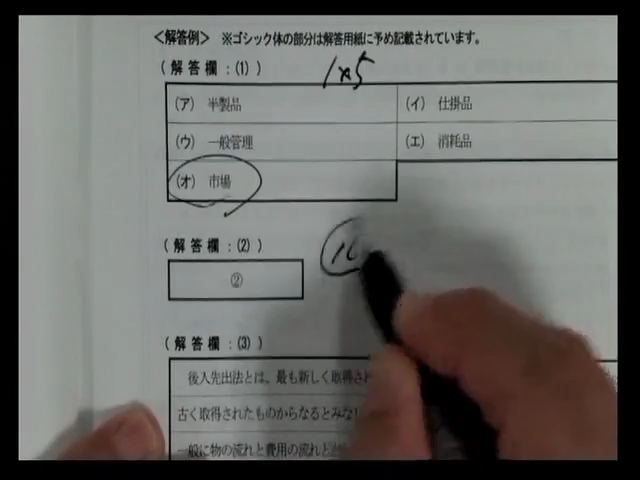 <解答例> ※ゴシック体の部分は解答用紙に予め記載されています。
(解答欄:(1)) 1×5
(ア) 半製品 (イ) 仕掛品
(ウ) 一般管理 (エ) 消耗品
(オ) 市場
(解答欄:(2))
②
(解答欄:(3))
後入先出法とは、最も新しく取得され
古く取得されたものからなるとみな
一般に物の流れと費用の流れと